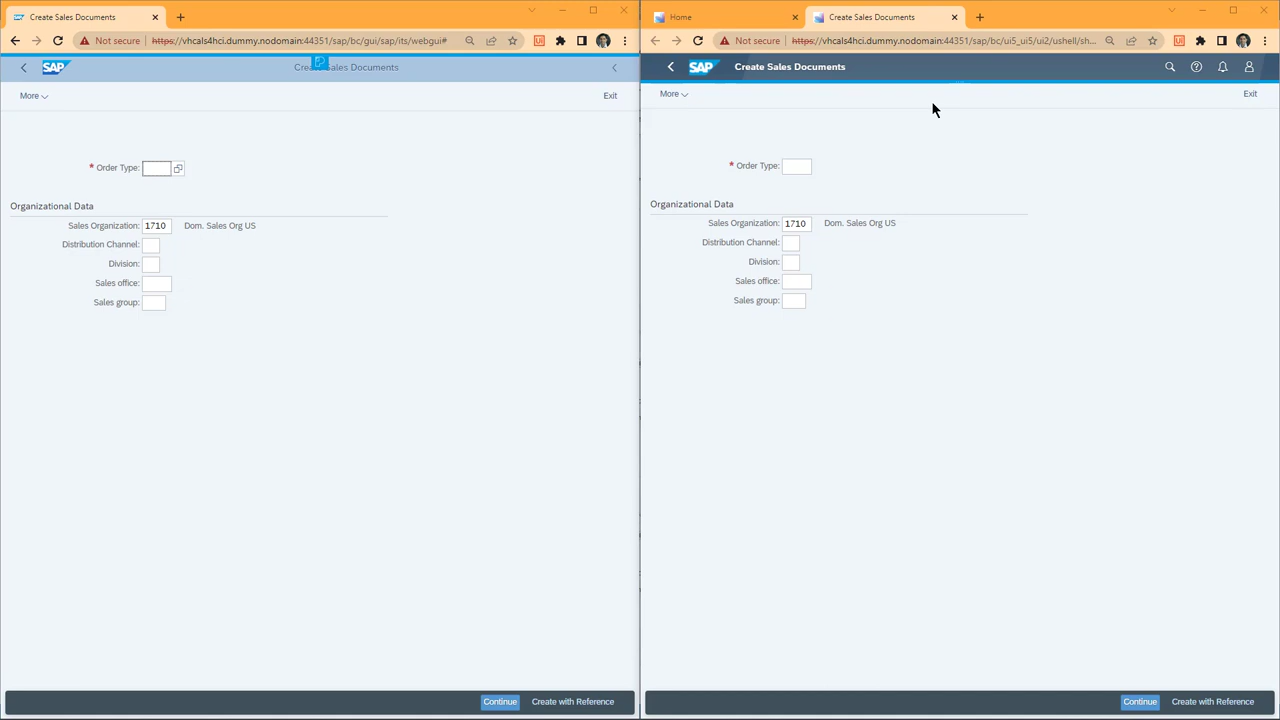 Create Sales Documents
Not secure https://vhcals4hci.dummy.nodomain:44351/sap/bc/gui/sap/its/webgui#
SAP Create Sales Documents
More Exit
* Order Type:
Organizational Data
Sales Organization: 1710 Dom. Sales Org US
Distribution Channel:
Division:
Sales office:
Sales group:
Continue Create with Reference
Home Create Sales Documents
Not secure https://vhcals4hci.dummy.nodomain:44351/sap/bc/ui5_ui5/ui2/ushell/sh...
SAP Create Sales Documents
More Exit
* Order Type:
Organizational Data
Sales Organization: 1710 Dom. Sales Org US
Distribution Channel:
Division:
Sales office:
Sales group:
Continue Create with Reference